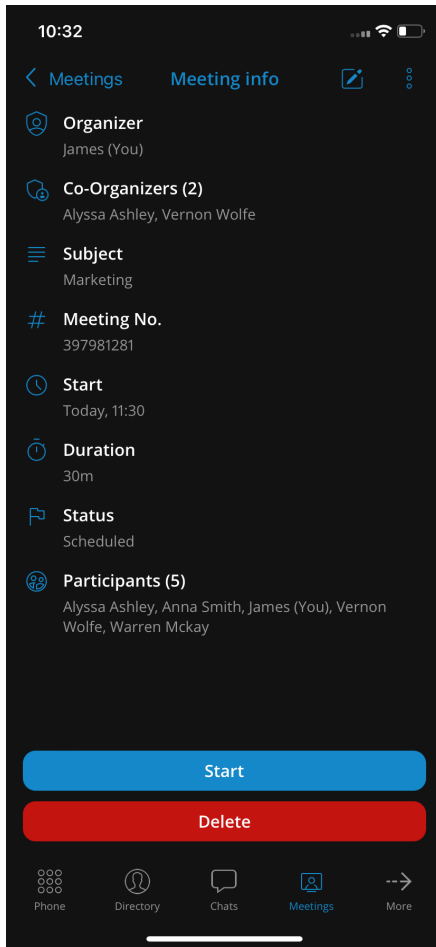 10:32
Meetings
Meeting info
Organizer
James (You)
Co-Organizers (2)
Alyssa Ashley, Vernon Wolfe
Subject
Marketing
Meeting No.
397981281
Start
Today, 11:30
Duration
30m
Status
Scheduled
Participants (5)
Alyssa Ashley, Anna Smith, James (You), Vernon
Wolfe, Warren Mckay
Start
Delete
Phone Directory Chats Meetings More